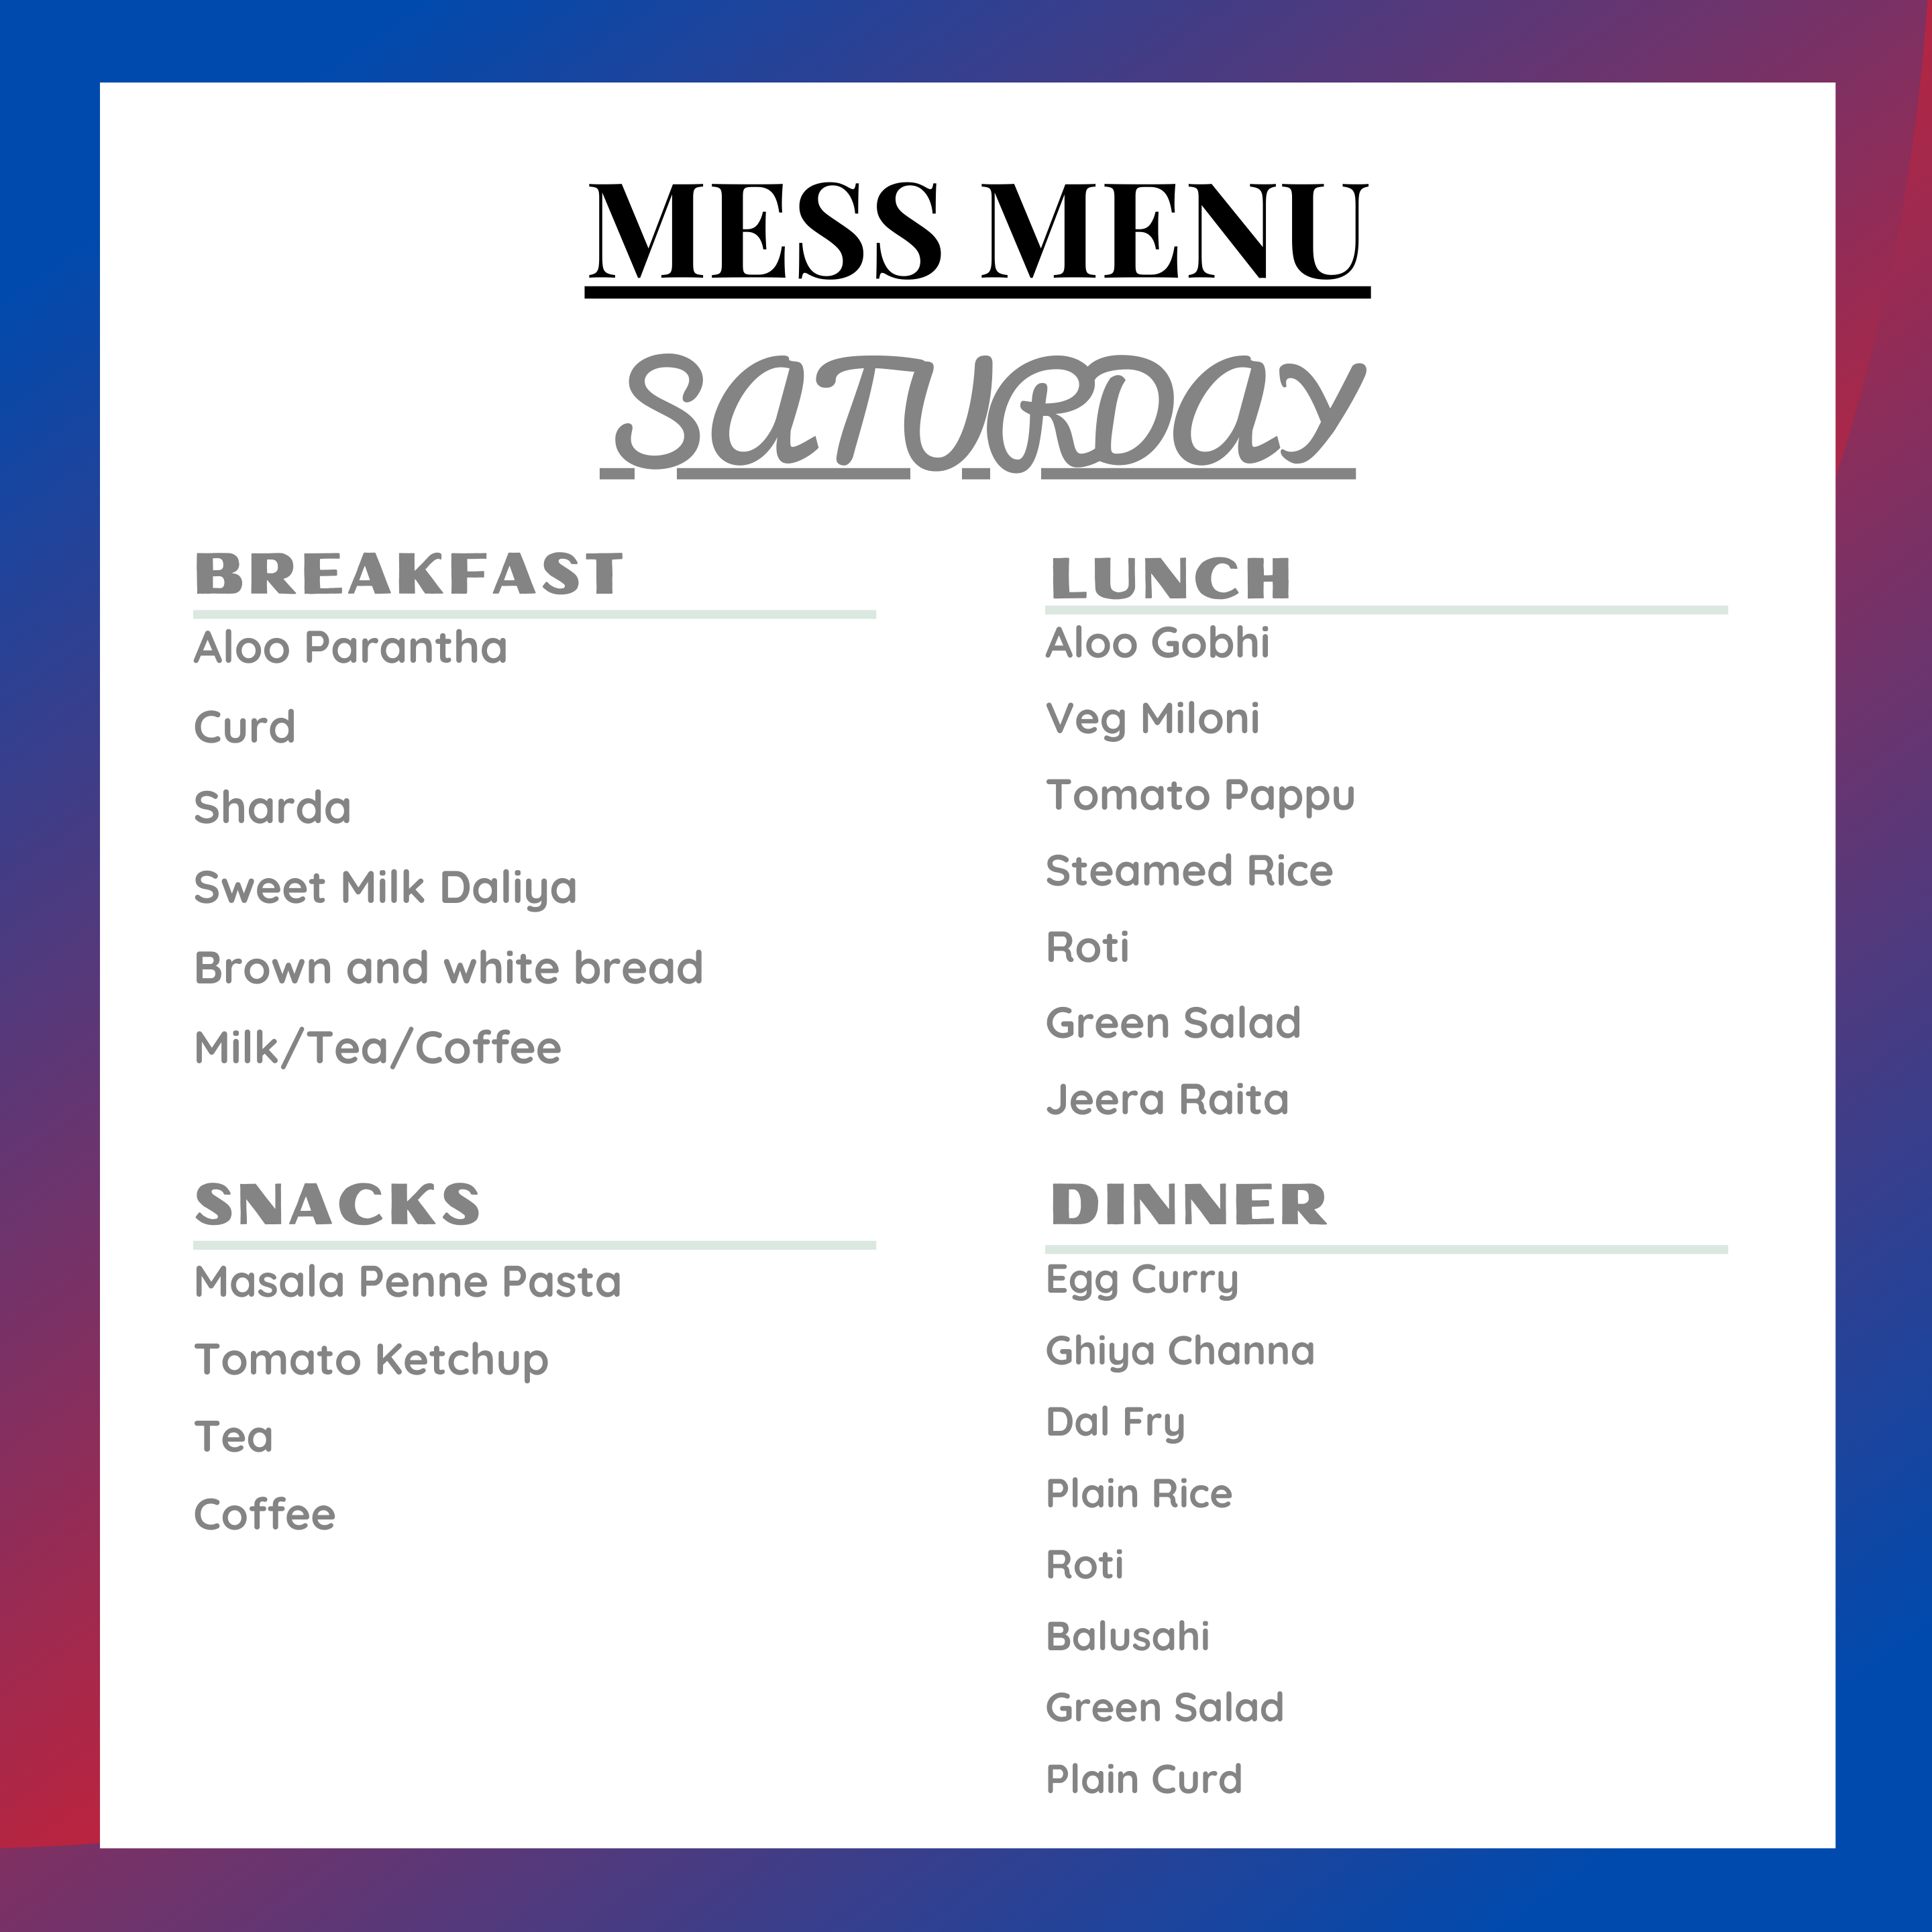 MESS MENU
SATURDAY
BREAKFAST
Aloo Parantha
Curd
Sharda
Sweet Milk Daliya
Brown and white bread
Milk/Tea/Coffee
LUNCH
Aloo Gobhi
Veg Miloni
Tomato Pappu
Steamed Rice
Roti
Green Salad
Jeera Raita
SNACKS
Masala Penne Pasta
Tomato Ketchup
Tea
Coffee
DINNER
Egg Curry
Ghiya Channa
Dal Fry
Plain Rice
Roti
Balusahi
Green Salad
Plain Curd